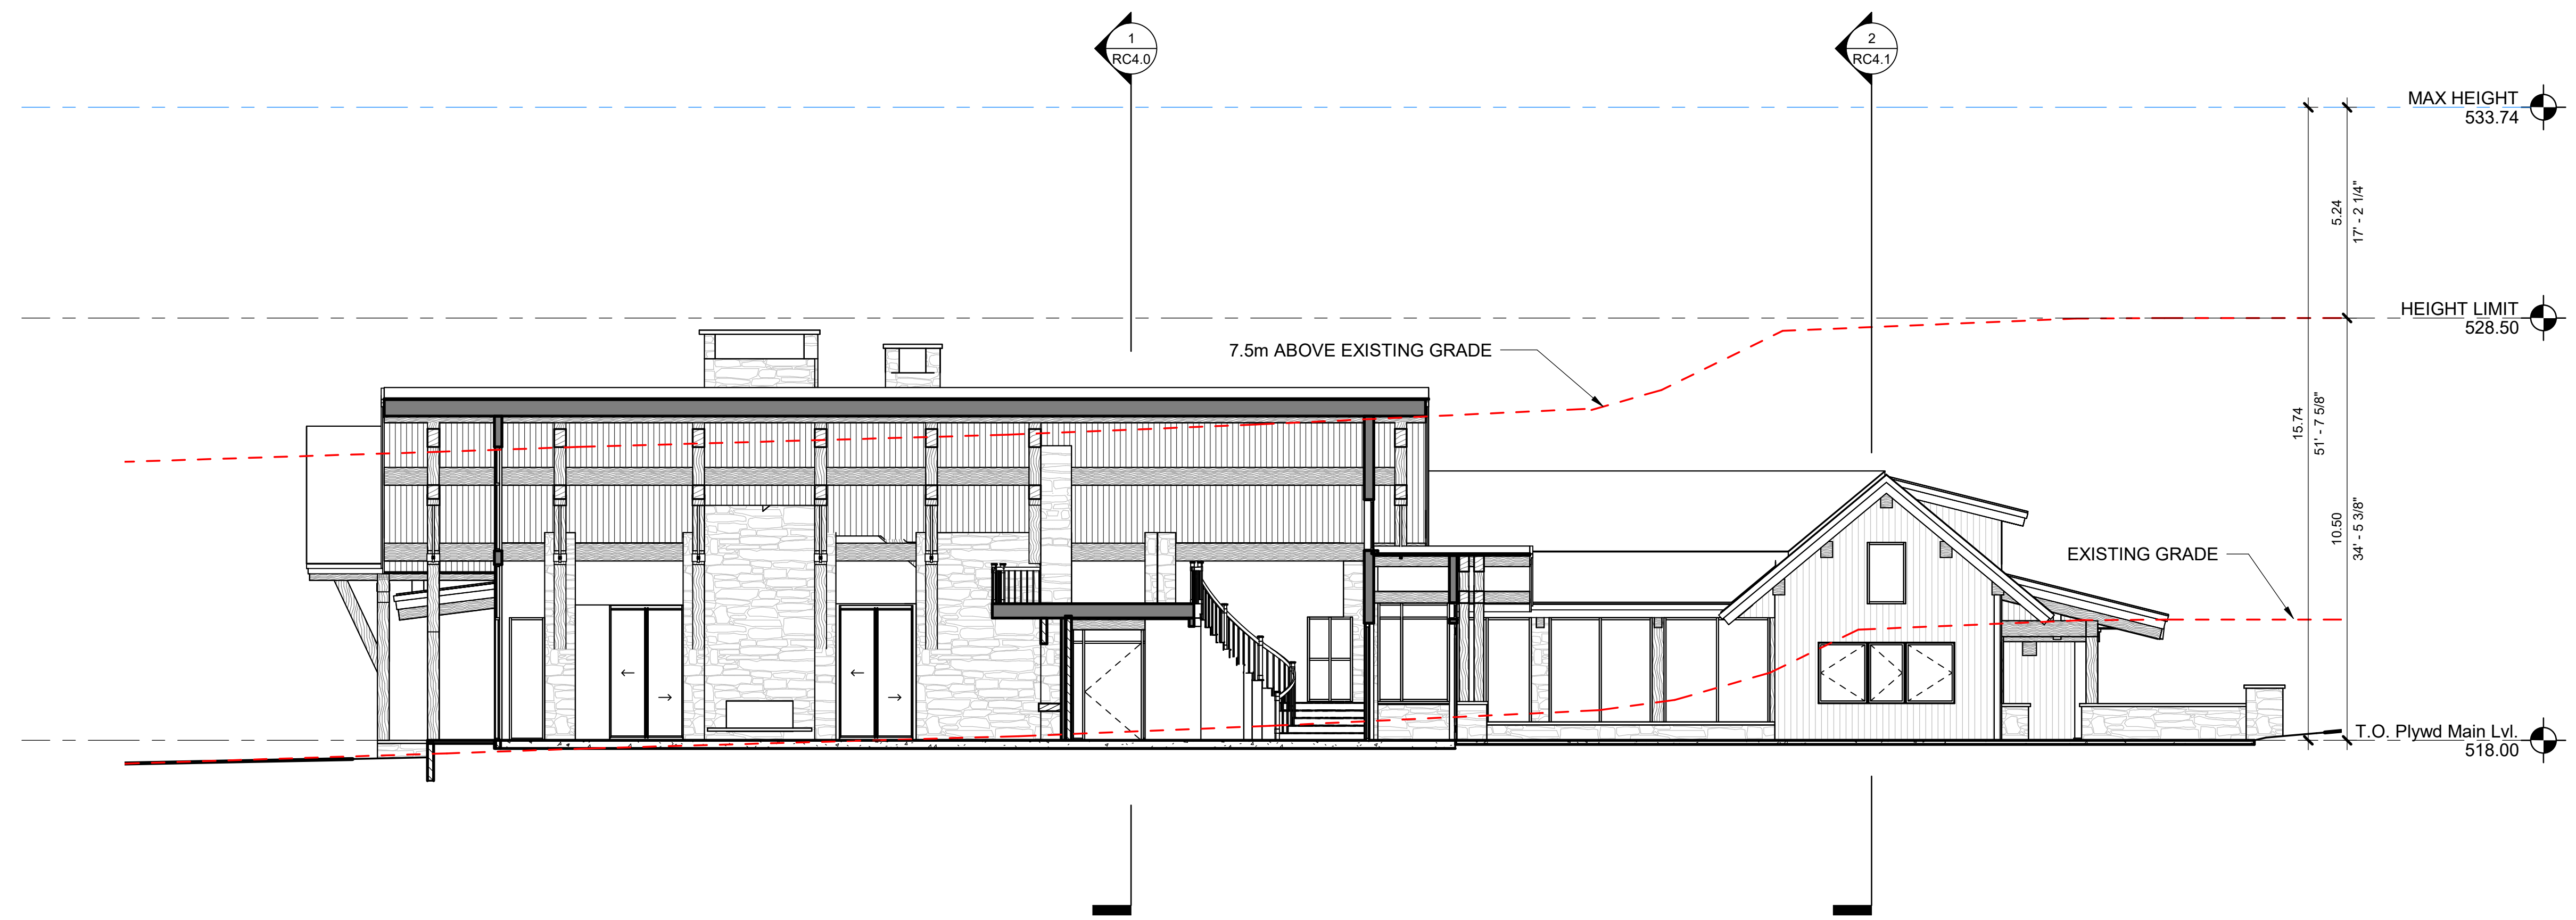 1
RC4.0
2
RC4.1
MAX HEIGHT
533.74
5.24
17' - 2 1/4"
HEIGHT LIMIT
528.50
7.5m ABOVE EXISTING GRADE
15.74
51' - 7 5/8"
10.50
34' - 5 3/8"
EXISTING GRADE
T.O. Plywd Main Lvl.
518.00